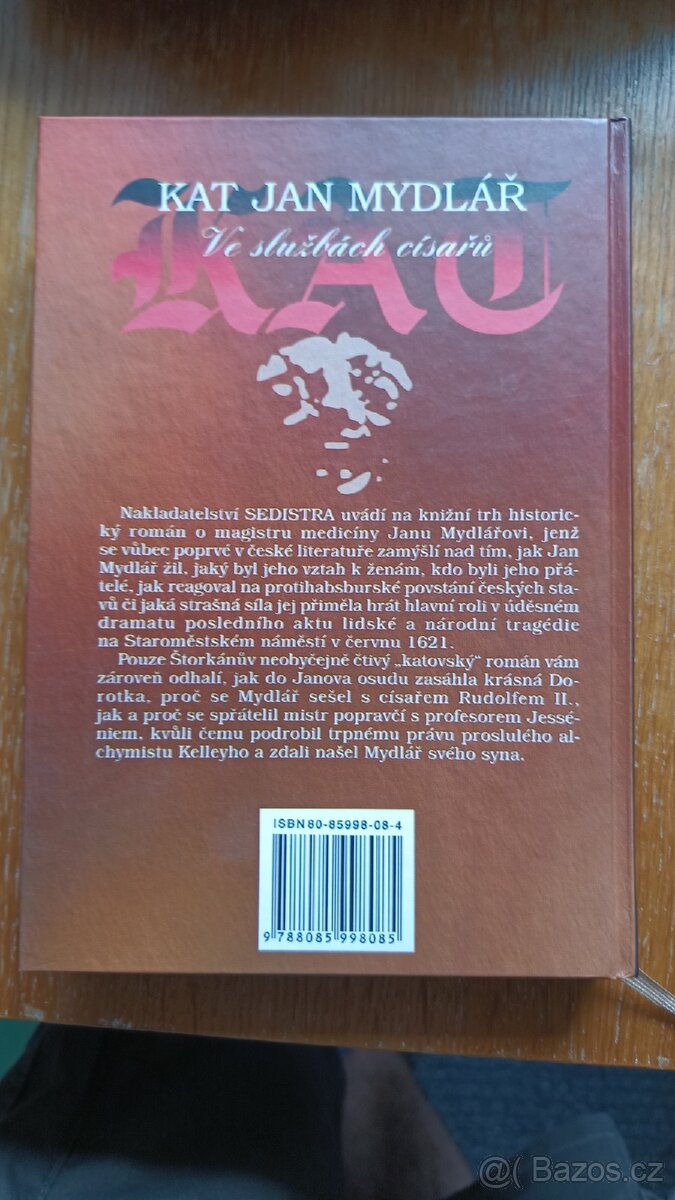 KAT JAN MYDLÁŘ
Ve službách císařů
KAT
Nakladatelství SEDISTRA uvádí na knižní trh historic-
ký román o magistru medicíny Janu Mydlářovi, jenž
se vůbec poprvé v české literatuře zamýšlí nad tím, jak Jan
Mydlář žil, jaký byl jeho vztah k ženám, kdo byli jeho přá-
telé, jak reagoval na protihabsburské povstání českých sta-
vů či jaká strašná síla jej přiměla hrát hlavní roli v úděsném
dramatu posledního aktu lidské a národní tragédie
na Staroměstském náměstí v červnu 1621.
Pouze Štorkánův neobyčejně čtivý „katovský" román vám
zároveň odhalí, jak do Janova osudu zasáhla krásná Do-
rotka, proč se Mydlář sešel s císařem Rudolfem II.,
jak a proč se spřátelil mistr popravčí s profesorem Jessé-
niem, kvůli čemu podrobil trpnému právu proslulého al-
chymistu Kelleyho a zdali našel Mydlář svého syna.
ISBN 80-85998-08-4
9 788085 998085
@ Bazos.cz